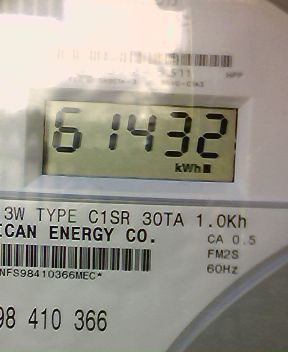 61432
kWh
3W TYPE C1SR 30TA 1.0Kh
ICAN ENERGY CO.
CA 0.5
FM2S
60Hz
NFS98410366MEC*
98 410 366